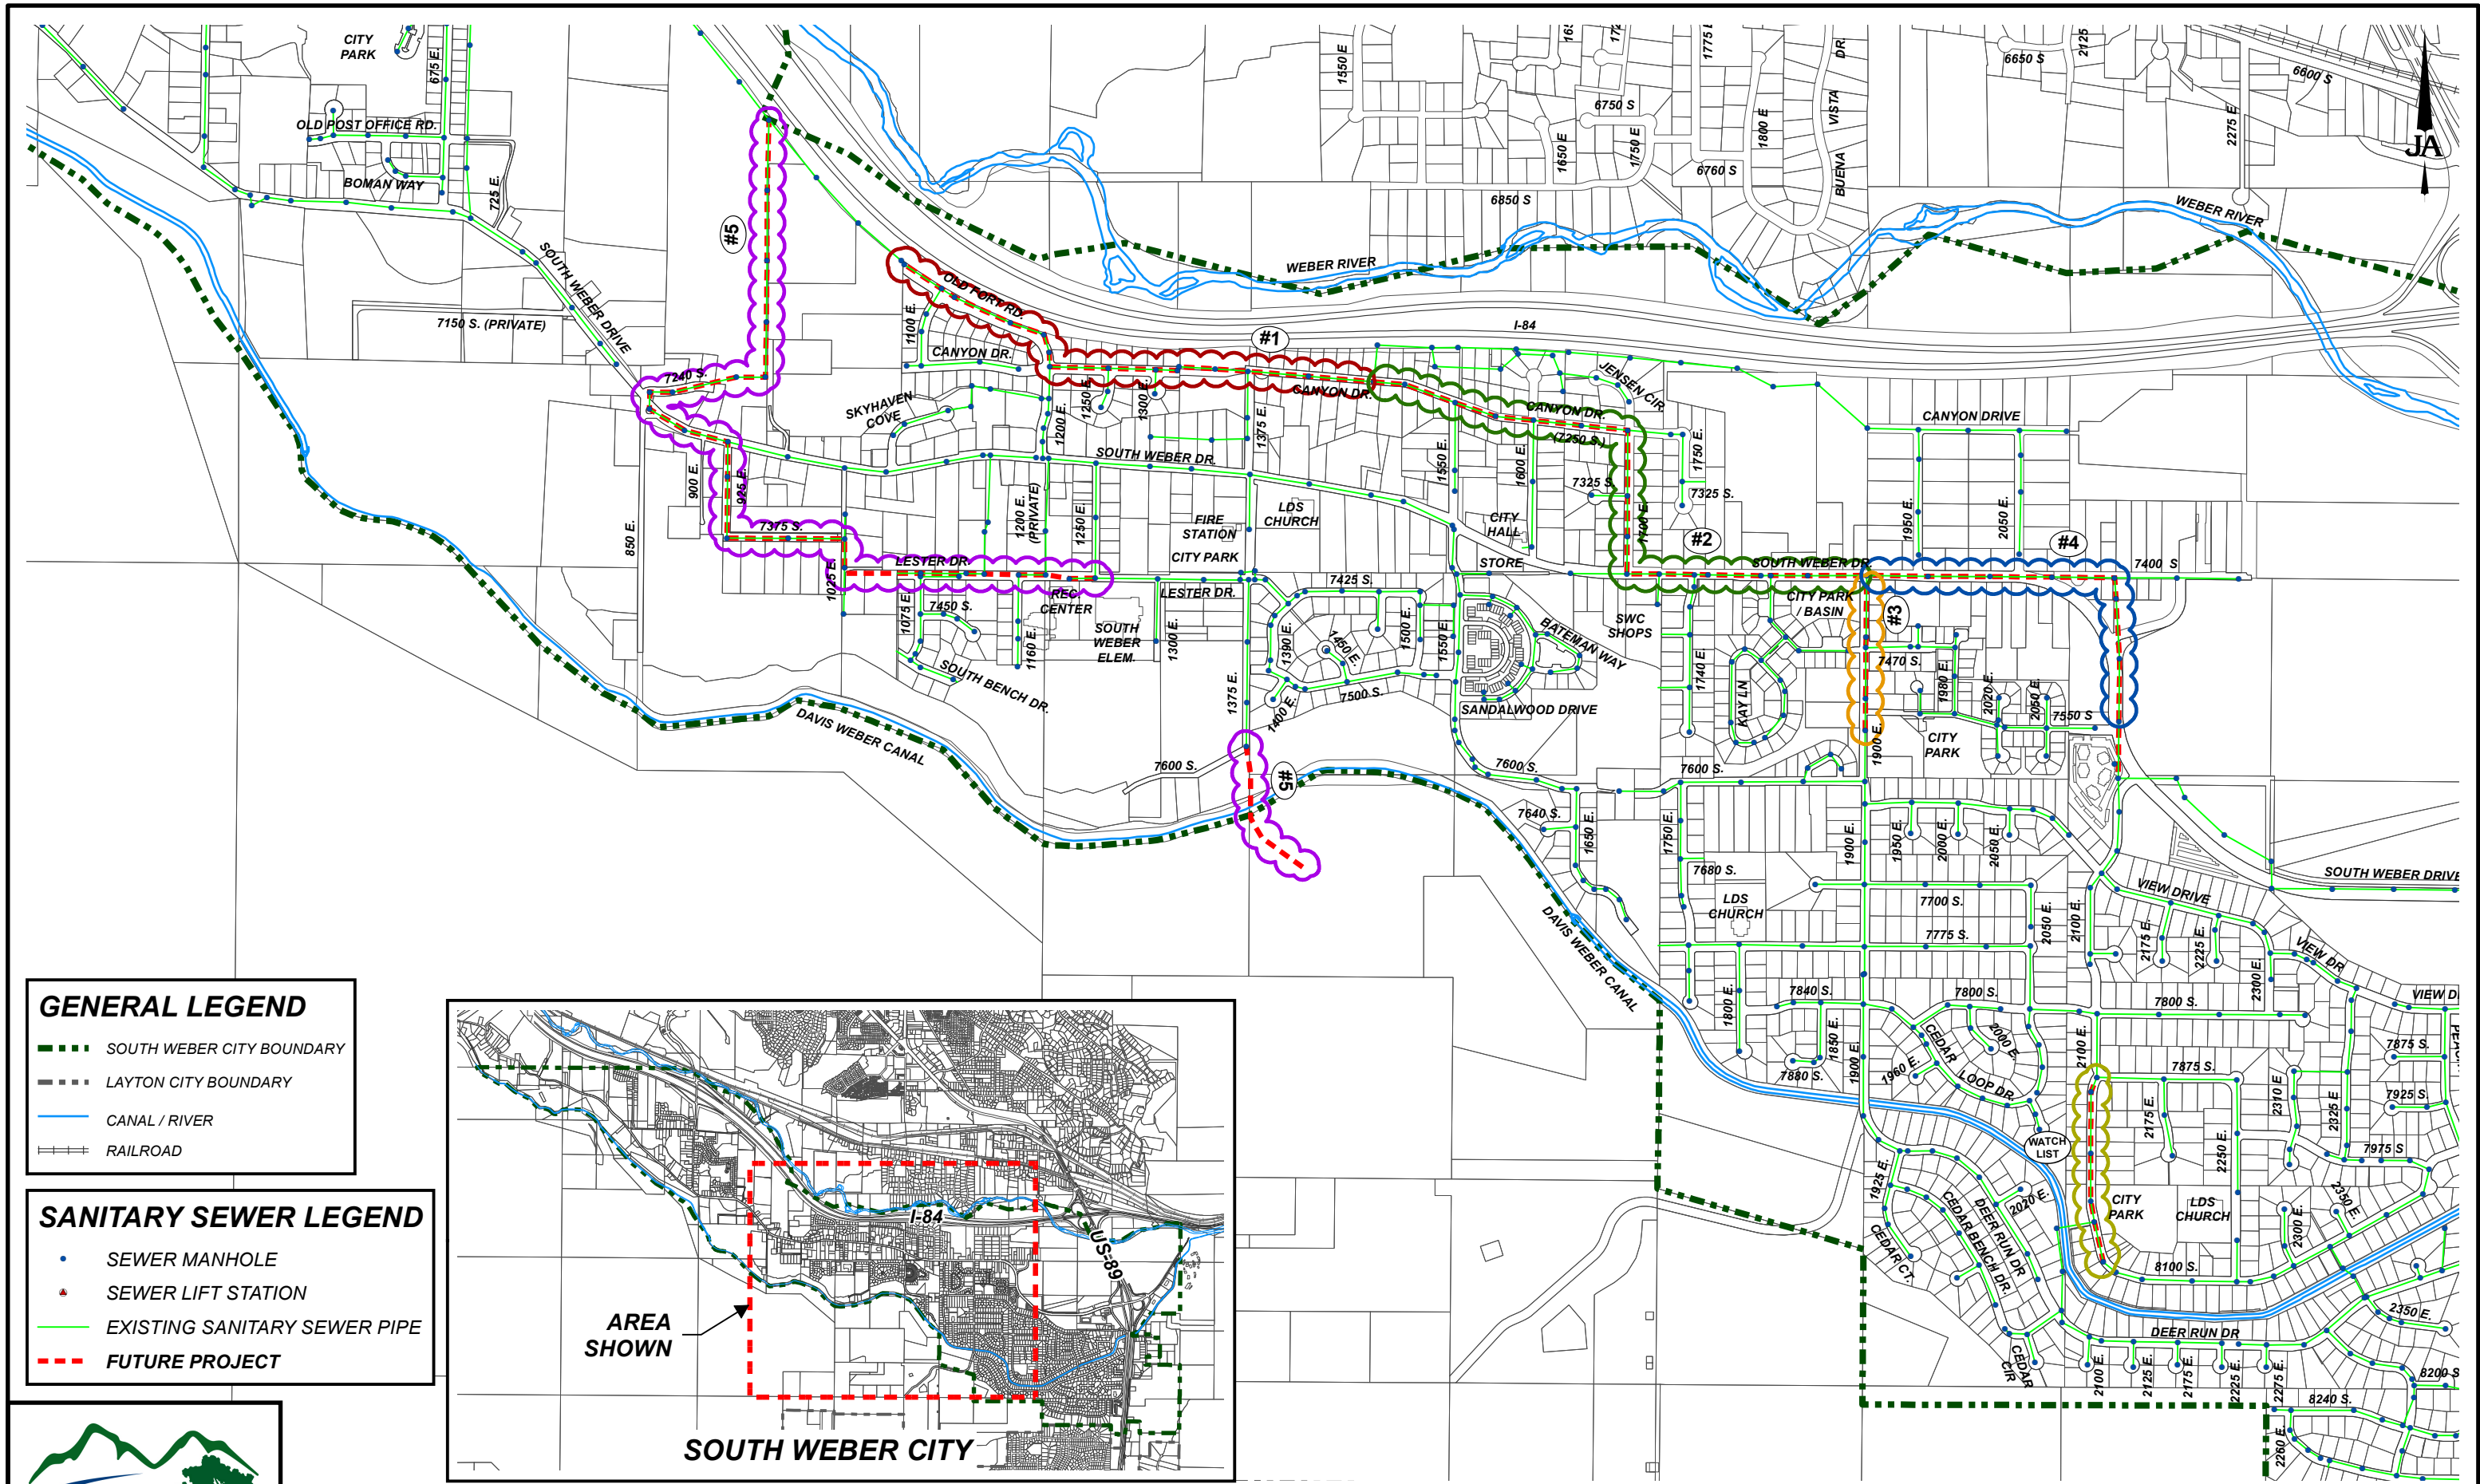 CITY
PARK
675 E.
OLD POST OFFICE RD.
BOMAN WAY
725 E.
SOUTH WEBER DRIVE
7150 S. (PRIVATE)
#5
7240 S.
OLD FORT RD.
1100 E.
CANYON DR.
SKYHAVEN
COVE
1200 E.
1250 E.
1300 E.
#1
CANYON DR.
1375 E.
I-84
WEBER RIVER
WEBER RIVER
1550 E
1650 E
6750 S
1750 E
1775 E
6760 S
1800 E
BUENA
VISTA
DR.
6850 S
6650 S
2125
2275 E
6600 S
JA
JENSEN CIR.
CANYON DR.
(7250 S.)
1550 E.
1600 E.
7325 S.
1700 E.
1750 E.
7325 S.
CANYON DRIVE
1950 E.
2050 E.
#2
#4
#3
SOUTH WEBER DR.
7400 S
SOUTH WEBER DR.
900 E.
925 E.
850 E.
7375 S.
1025 E.
LESTER DR.
1200 E.
(PRIVATE)
1250 E.
FIRE
STATION
LDS
CHURCH
CITY PARK
CITY
HALL
STORE
1075 E.
7450 S.
1160 E.
REC.
CENTER
SOUTH
WEBER
ELEM.
LESTER DR.
1300 E.
SOUTH BENCH DR.
7425 S.
1390 E.
1450 E.
1500 E.
1550 E.
1400 E.
7500 S.
1375 E.
BATEMAN WAY
SANDALWOOD DRIVE
SWC
SHOPS
1740 E.
KAY LN
CITY PARK
/ BASIN
1900 E.
7470 S.
1980 E.
2020 E.
2050 E.
7550 S
CITY
PARK
DAVIS WEBER CANAL
7600 S.
#5
7600 S.
7600 S.
7640 S.
1650 E.
1750 E.
7680 S.
LDS
CHURCH
1900 E.
1950 E.
2000 E.
2050 E.
7700 S.
7775 S.
2050 E.
2100 E.
VIEW DRIVE
2175 E.
2225 E.
2300 E.
VIEW DR
SOUTH WEBER DRIVE
DAVIS WEBER CANAL
1800 E.
7840 S.
1850 E.
7880 S.
1900 E.
7800 S.
CEDAR
LOOP DR.
1960 E.
2000 E.
7800 S.
2100 E.
7875 S.
2175 E.
2250 E.
2310 E
2325 E
7875 S.
7925 S.
7975 S
WATCH
LIST
CITY
PARK
LDS
CHURCH
2300 E.
2350 E.
8100 S.
1925 E.
CEDAR CT.
CEDAR BENCH DR.
DEER RUN DR
2020 E.
CEDAR
CIR
DEER RUN DR
2100 E.
2125 E.
2175 E.
2225 E.
2275 E.
2350 E.
8200 S
8240 S.
2260 E.
GENERAL LEGEND
SOUTH WEBER CITY BOUNDARY
LAYTON CITY BOUNDARY
CANAL / RIVER
RAILROAD
SANITARY SEWER LEGEND
SEWER MANHOLE
SEWER LIFT STATION
EXISTING SANITARY SEWER PIPE
FUTURE PROJECT
I-84
US-89
AREA
SHOWN
SOUTH WEBER CITY